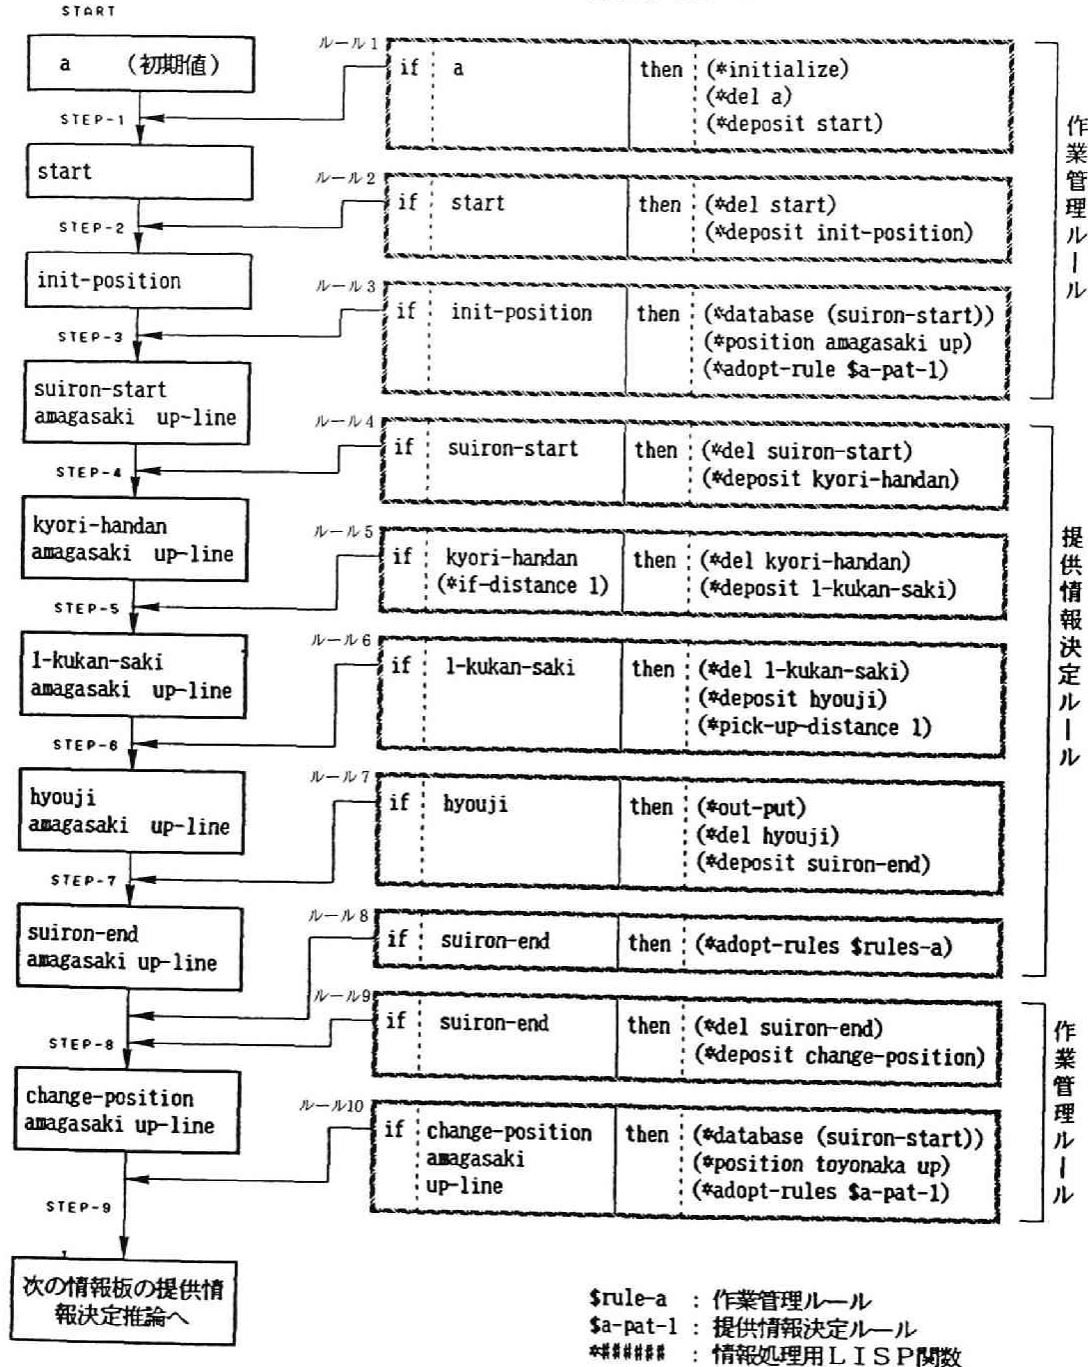 START
a （初期値）
STEP-1
start
STEP-2
init-position
STEP-3
suiron-start
amagasaki up-line
STEP-4
kyori-handan
amagasaki up-line
STEP-5
1-kukan-saki
amagasaki up-line
STEP-6
hyouji
amagasaki up-line
STEP-7
suiron-end
amagasaki up-line
STEP-8
change-position
amagasaki up-line
STEP-9
次の情報板の提供情
報決定推論へ
ルール1
if a then (*initialize)
(*del a)
(*deposit start)
ルール2
if start then (*del start)
(*deposit init-position)
ルール3
if init-position then (*database (suiron-start))
(*position amagasaki up)
(*adopt-rule $a-pat-1)
作業管理ルール
ルール4
if suiron-start then (*del suiron-start)
(*deposit kyori-handan)
ルール5
if kyori-handan then (*del kyori-handan)
(*if-distance 1) (*deposit 1-kukan-saki)
ルール6
if 1-kukan-saki then (*del 1-kukan-saki)
(*deposit hyouji)
(*pick-up-distance 1)
ルール7
if hyouji then (*out-put)
(*del hyouji)
(*deposit suiron-end)
ルール8
if suiron-end then (*adopt-rules $rules-a)
提供情報決定ルール
ルール9
if suiron-end then (*del suiron-end)
(*deposit change-position)
ルール10
if change-position then (*database (suiron-start))
amagasaki (*position toyonaka up)
up-line (*adopt-rules $a-pat-1)
作業管理ルール
$rule-a : 作業管理ルール
$a-pat-1 : 提供情報決定ルール
*###### : 情報処理用ＬＩＳＰ関数